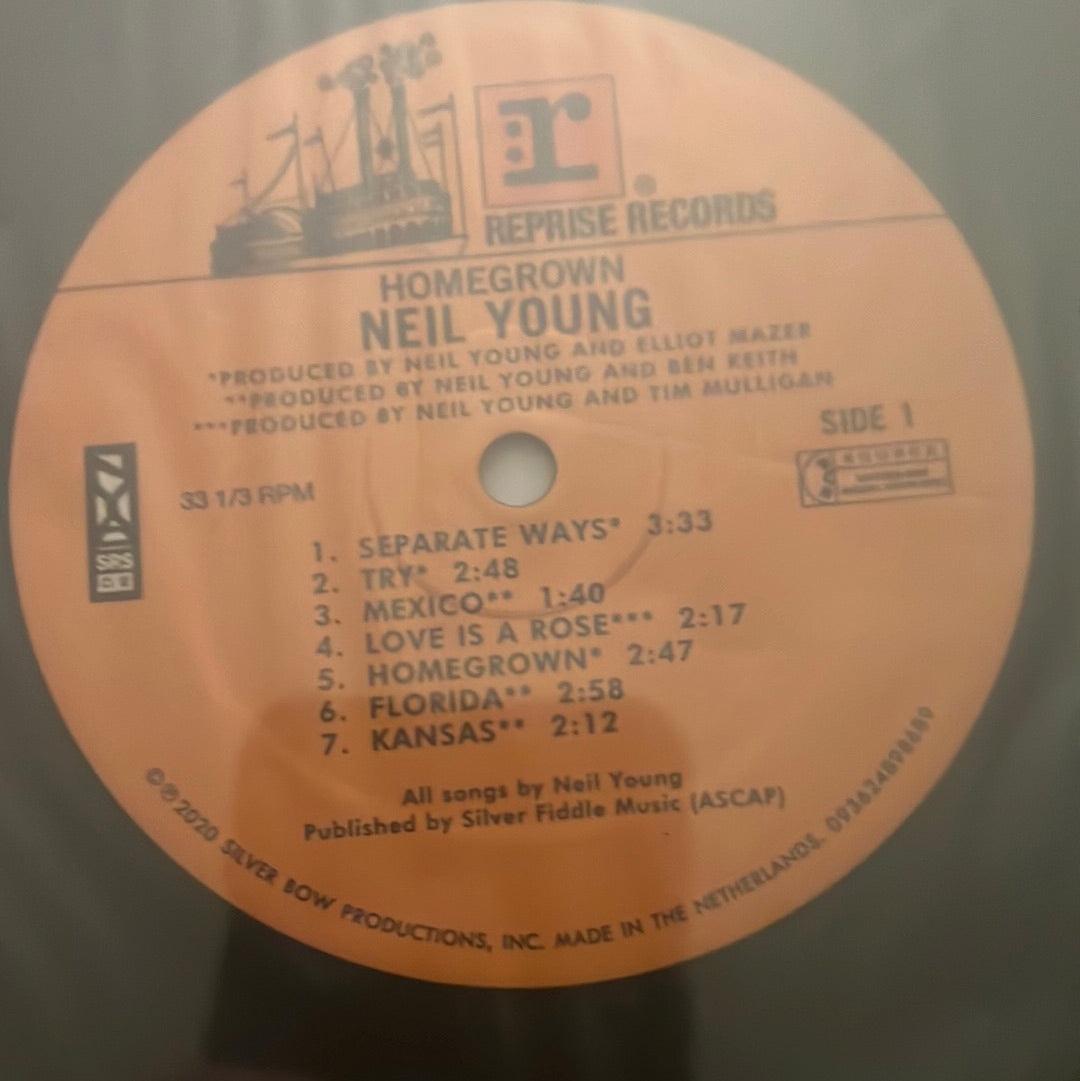 r
REPRISE RECORDS
HOMEGROWN
NEIL YOUNG
*PRODUCED BY NEIL YOUNG AND ELLIOT MAZER
**PRODUCED BY NEIL YOUNG AND BEN KEITH
***PRODUCED BY NEIL YOUNG AND TIM MULLIGAN
SIDE 1
33 1/3 RPM
1. SEPARATE WAYS* 3:33
2. TRY* 2:48
3. MEXICO** 1:40
4. LOVE IS A ROSE*** 2:17
5. HOMEGROWN* 2:47
6. FLORIDA** 2:58
7. KANSAS** 2:12
All songs by Neil Young
Published by Silver Fiddle Music (ASCAP)
©℗ 2020 SILVER BOW PRODUCTIONS, INC. MADE IN THE NETHERLANDS. 093624898689